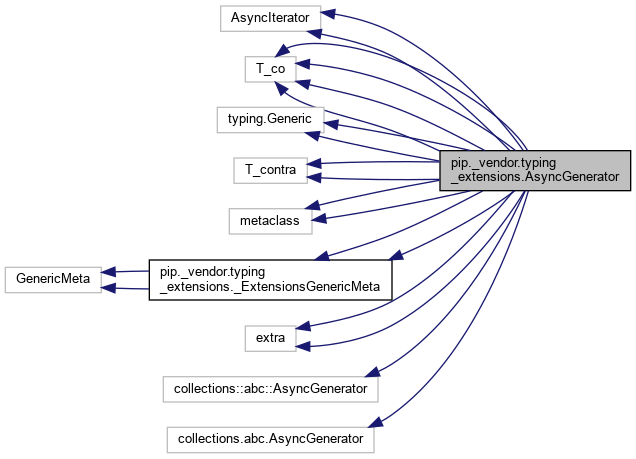 AsyncIterator
T_co
typing.Generic
T_contra
metaclass
GenericMeta
pip._vendor.typing
_extensions._ExtensionsGenericMeta
extra
collections::abc::AsyncGenerator
collections.abc.AsyncGenerator
pip._vendor.typing
_extensions.AsyncGenerator